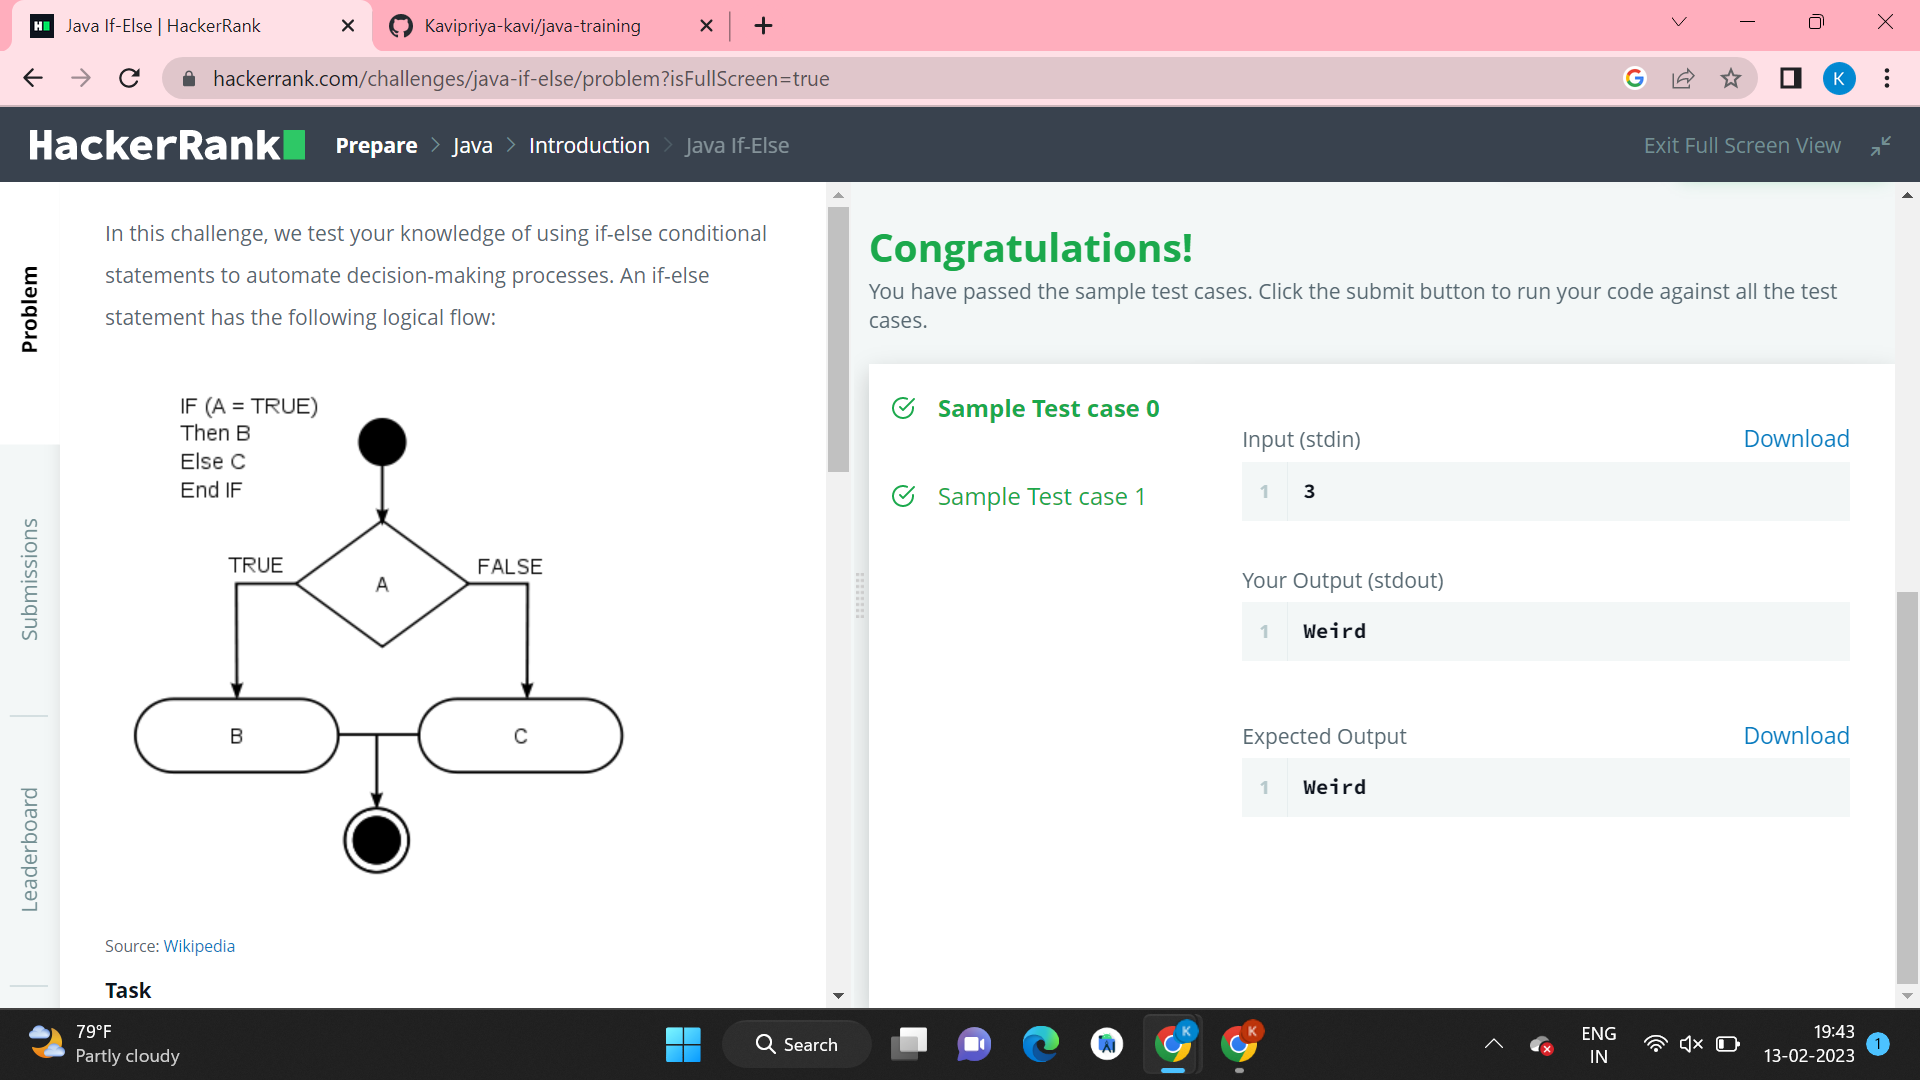 Java If-Else | HackerRank
Kavipriya-kavi/java-training
hackerrank.com/challenges/java-if-else/problem?isFullScreen=true
K
HackerRank
Prepare > Java > Introduction > Java If-Else
Exit Full Screen View
Problem
Submissions
Leaderboard
In this challenge, we test your knowledge of using if-else conditional
statements to automate decision-making processes. An if-else
statement has the following logical flow:
IF (A = TRUE)
Then B
Else C
End IF
TRUE
A
FALSE
B
C
Source: Wikipedia
Task
Congratulations!
You have passed the sample test cases. Click the submit button to run your code against all the test
cases.
Sample Test case 0
Sample Test case 1
Input (stdin)
Download
1 3
Your Output (stdout)
1 Weird
Expected Output
Download
1 Weird
79°F
Partly cloudy
Search
K
K
ENG
IN
19:43
13-02-2023
1